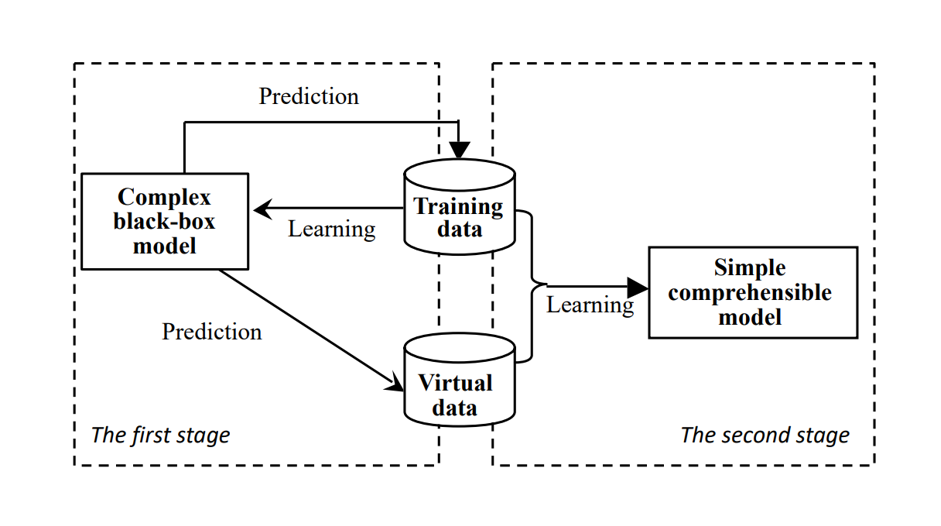 Prediction
Complex
black-box
model
Learning
Training
data
Prediction
Virtual
data
Learning
Simple
comprehensible
model
The first stage
The second stage